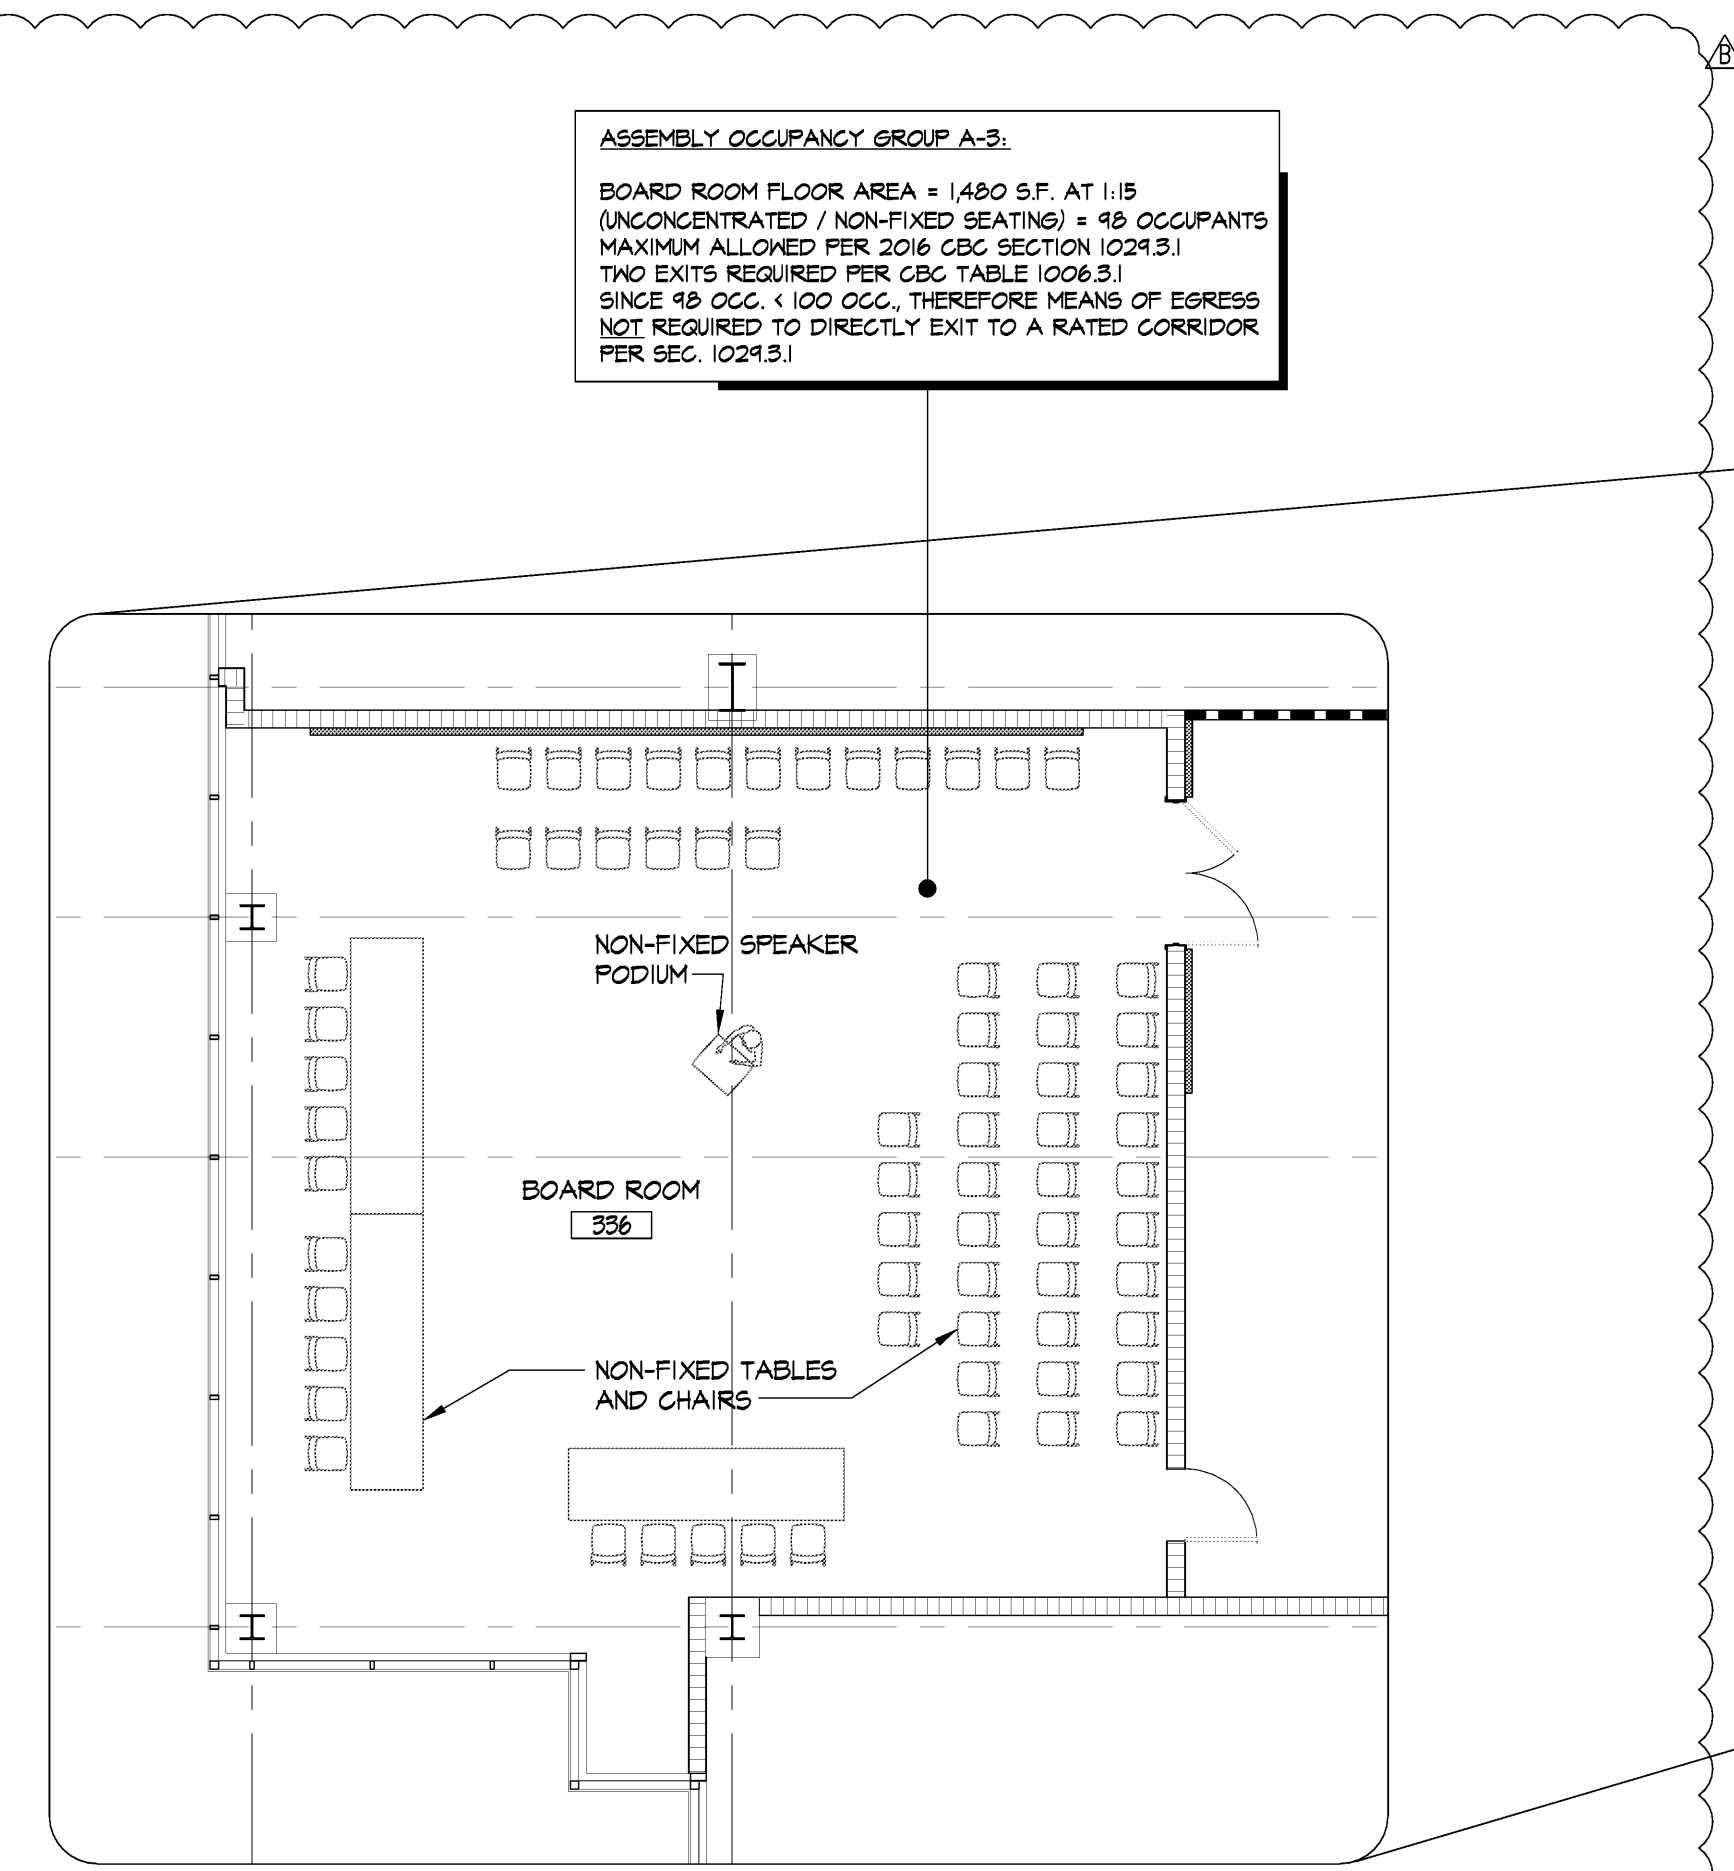 B
ASSEMBLY OCCUPANCY GROUP A-3:
BOARD ROOM FLOOR AREA = 1,480 S.F. AT 1:15
(UNCONCENTRATED / NON-FIXED SEATING) = 98 OCCUPANTS
MAXIMUM ALLOWED PER 2016 CBC SECTION 1029.3.1
TWO EXITS REQUIRED PER CBC TABLE 1006.3.1
SINCE 98 OCC. < 100 OCC., THEREFORE MEANS OF EGRESS
NOT REQUIRED TO DIRECTLY EXIT TO A RATED CORRIDOR
PER SEC. 1029.3.1
NON-FIXED SPEAKER
PODIUM
BOARD ROOM
336
NON-FIXED TABLES
AND CHAIRS